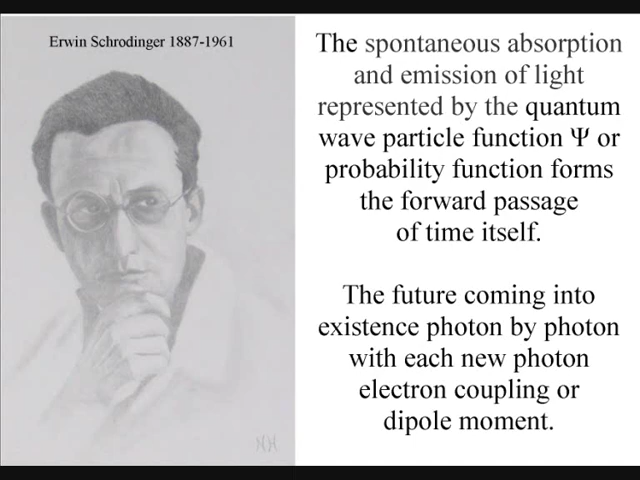 Erwin Schrodinger 1887-1961
The spontaneous absorption
and emission of light
represented by the quantum
wave particle function Ψ or
probability function forms
the forward passage
of time itself.
The future coming into
existence photon by photon
with each new photon
electron coupling or
dipole moment.